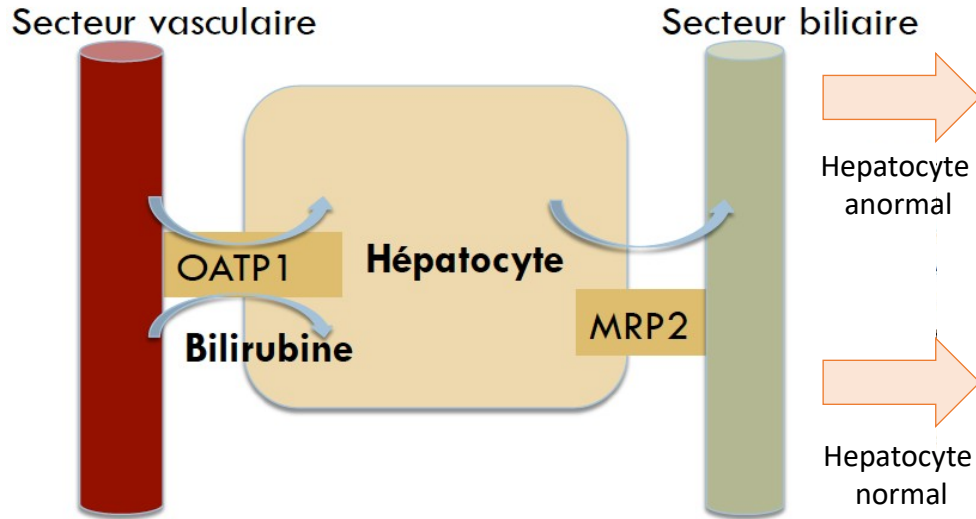 Secteur vasculaire
Secteur biliaire
Hepatocyte
anormal
OATP1
Hépatocyte
MRP2
Bilirubine
Hepatocyte
normal